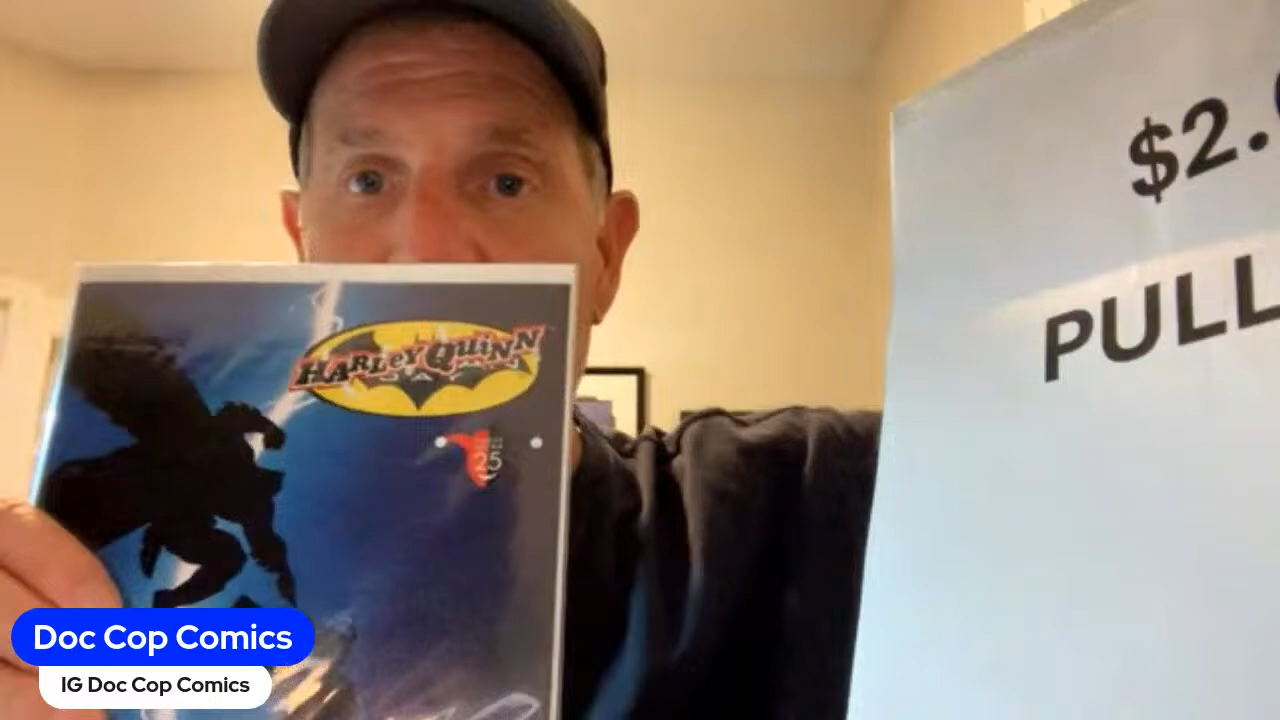 $2.
PULL
HARLEY QUINN
25
Doc Cop Comics
IG Doc Cop Comics